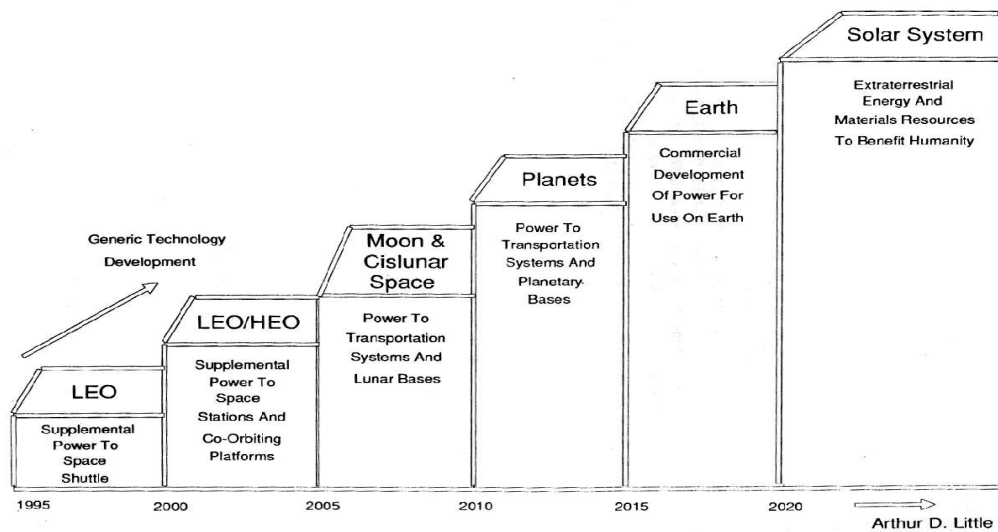 Solar System
Extraterrestrial
Energy And
Materials Resources
To Benefit Humanity
Earth
Commercial
Development
Of Power For
Use On Earth
Planets
Power To
Transportation
Systems And
Planetary
Bases
Generic Technology
Development
Moon &
Cislunar
Space
Power To
Transportation
Systems And
Lunar Bases
LEO/HEO
Supplemental
Power To
Space
Stations And
Co-Orbiting
Platforms
LEO
Supplemental
Power To
Space
Shuttle
1995 2000 2005 2010 2015 2020
Arthur D. Little